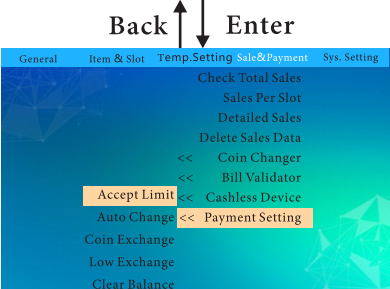 Back Enter
General Item & Slot Temp.Setting Sale&Payment Sys. Setting
Check Total Sales
Sales Per Slot
Detailed Sales
Delete Sales Data
<< Coin Changer
<< Bill Validator
Accept Limit << Cashless Device
Auto Change << Payment Setting
Coin Exchange
Low Exchange
Clear Balance